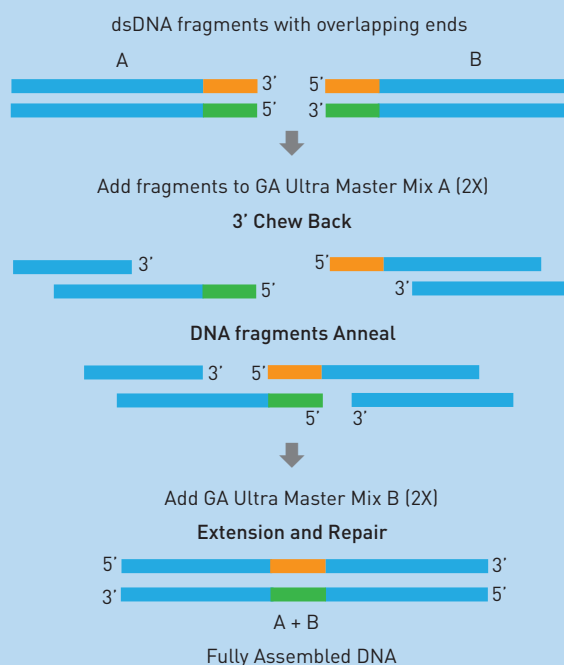 dsDNA fragments with overlapping ends
A B
3’ 5’
5’ 3’
Add fragments to GA Ultra Master Mix A (2X)
3’ Chew Back
3’ 5’
5’ 3’
DNA fragments Anneal
3’ 5’
5’ 3’
Add GA Ultra Master Mix B (2X)
Extension and Repair
5’ 3’
3’ 5’
A + B
Fully Assembled DNA